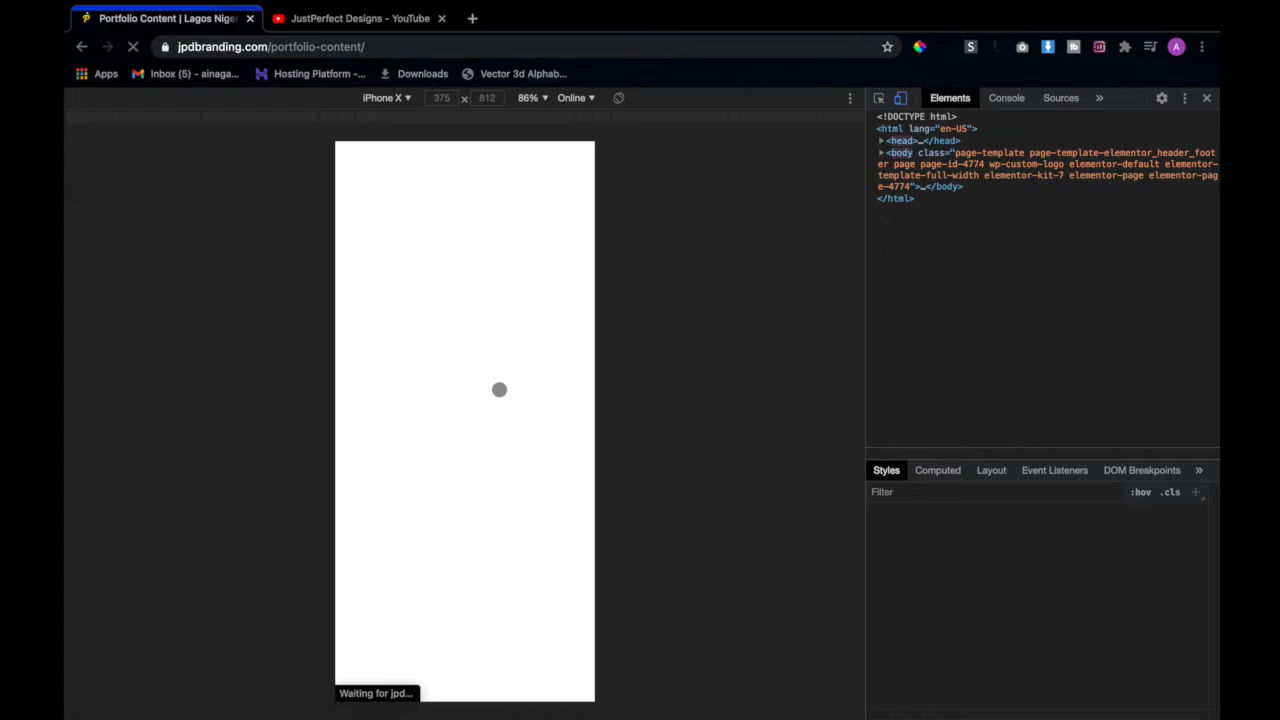 Portfolio Content | Lagos Nige
JustPerfect Designs - YouTube
jpdbranding.com/portfolio-content/
S
A
Apps
Inbox (5) - ainaga...
Hosting Platform -...
Downloads
Vector 3d Alphab...
iPhone X ▾
375 x 812
86% ▾
Online ▾
Elements
Console
Sources
»
<!DOCTYPE html>
<html lang="en-US">
▸<head>…</head>
▸<body class="page-template page-template-elementor_header_foot
er page page-id-4774 wp-custom-logo elementor-default elementor-
template-full-width elementor-kit-7 elementor-page elementor-pag
e-4774">…</body>
</html>
Styles
Computed
Layout
Event Listeners
DOM Breakpoints
»
Filter
:hov .cls +
Waiting for jpd...